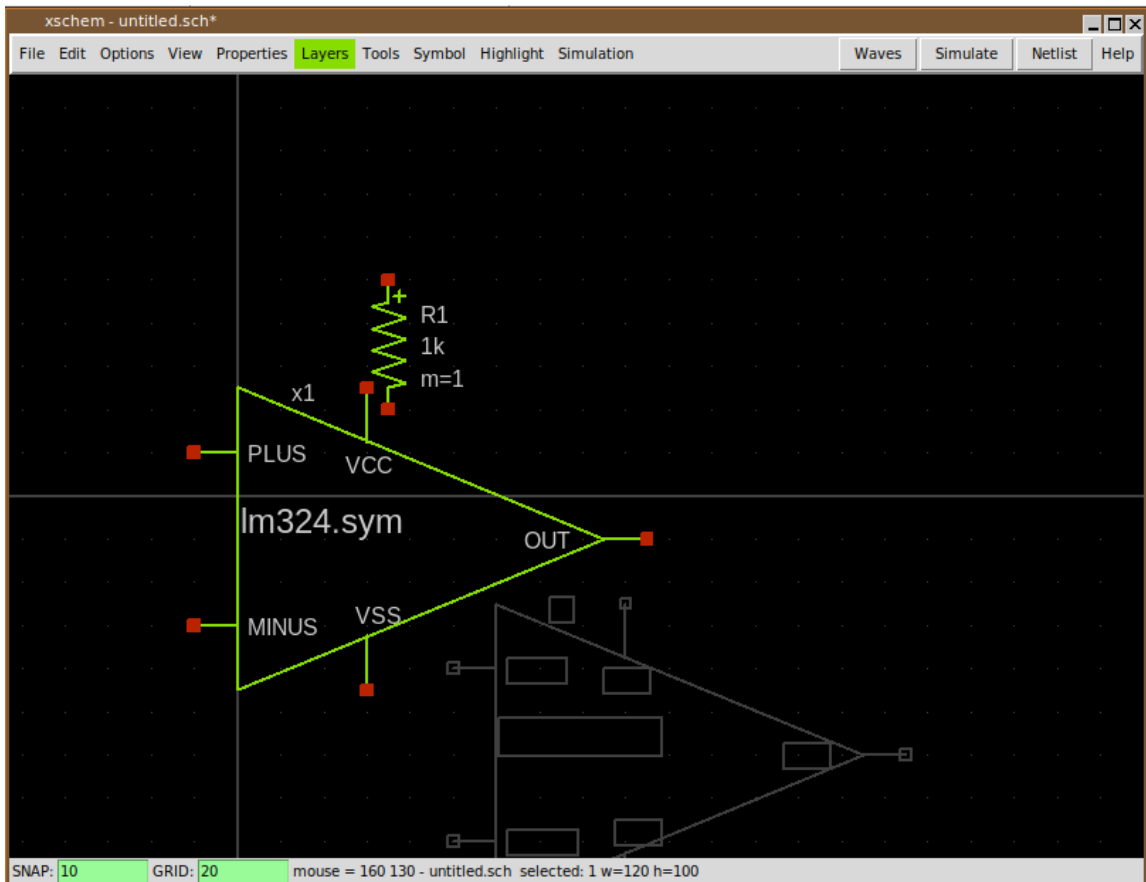 xschem - untitled.sch*
File Edit Options View Properties Layers Tools Symbol Highlight Simulation Waves Simulate Netlist Help
R1
1k
m=1
x1
PLUS
VCC
lm324.sym
OUT
VSS
MINUS
SNAP: 10 GRID: 20 mouse = 160 130 - untitled.sch selected: 1 w=120 h=100